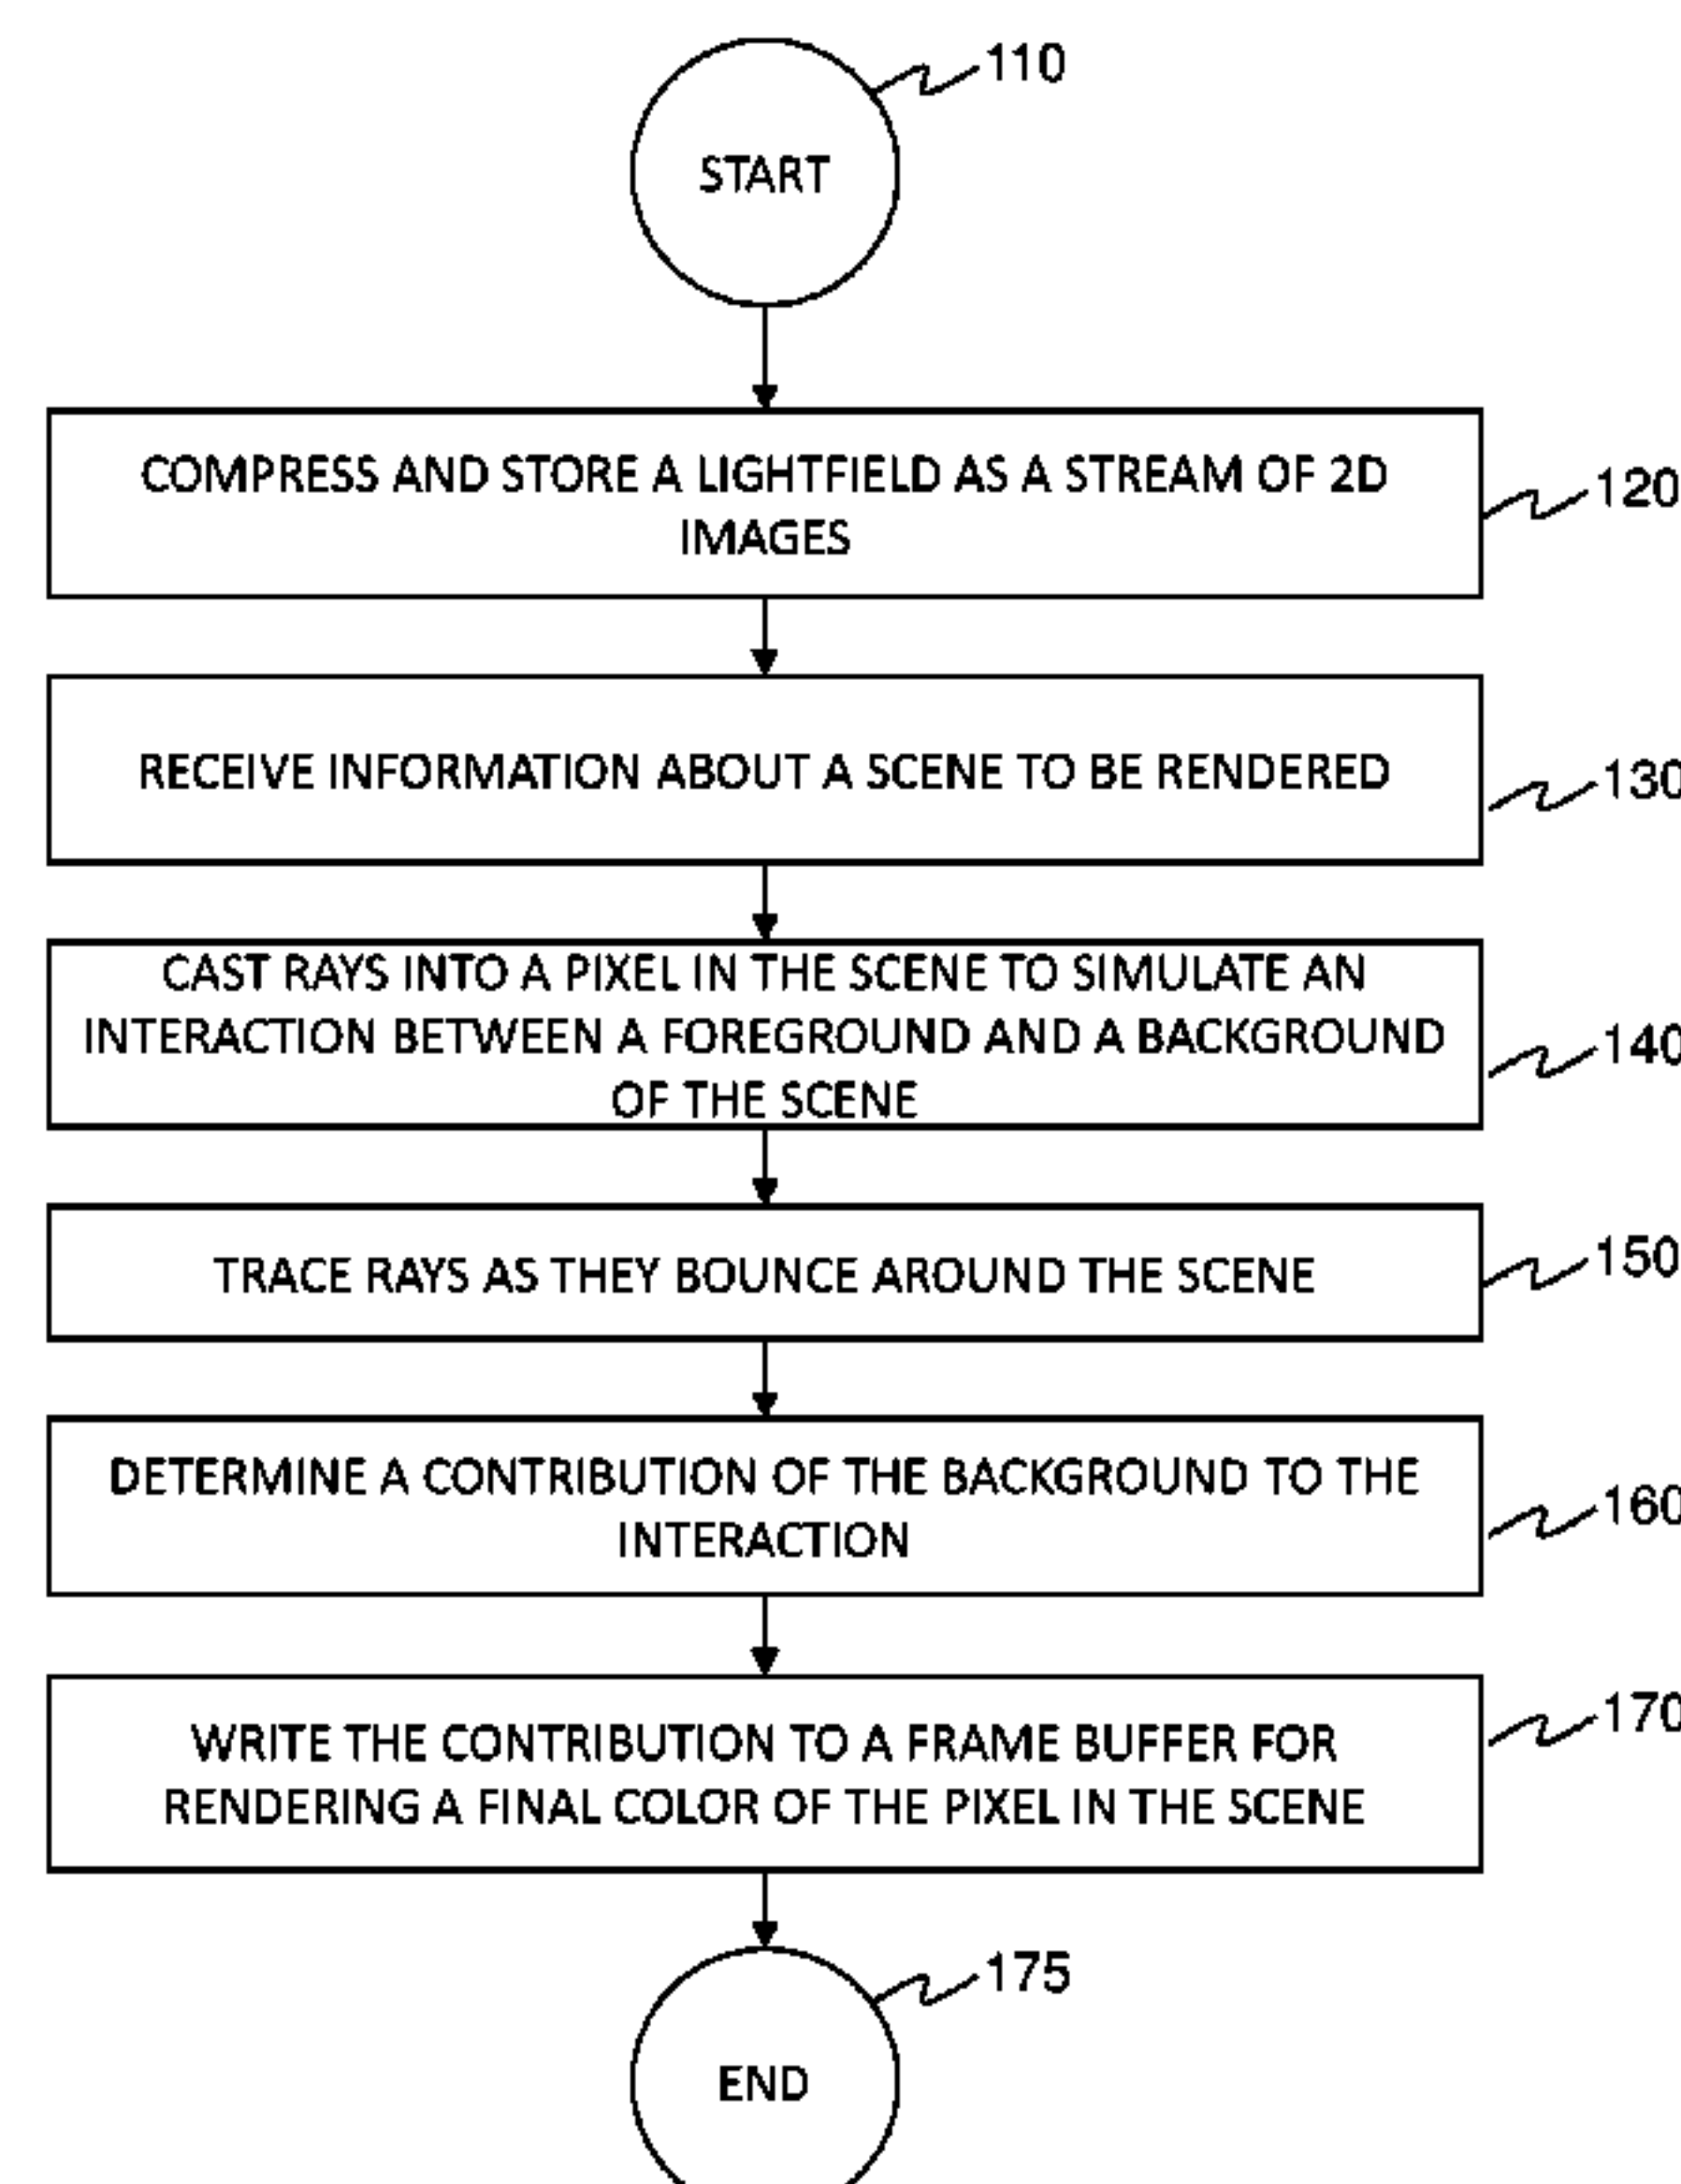 110
START
COMPRESS AND STORE A LIGHTFIELD AS A STREAM OF 2D
IMAGES
120
RECEIVE INFORMATION ABOUT A SCENE TO BE RENDERED
130
CAST RAYS INTO A PIXEL IN THE SCENE TO SIMULATE AN
INTERACTION BETWEEN A FOREGROUND AND A BACKGROUND
OF THE SCENE
140
TRACE RAYS AS THEY BOUNCE AROUND THE SCENE
150
DETERMINE A CONTRIBUTION OF THE BACKGROUND TO THE
INTERACTION
160
WRITE THE CONTRIBUTION TO A FRAME BUFFER FOR
RENDERING A FINAL COLOR OF THE PIXEL IN THE SCENE
170
175
END